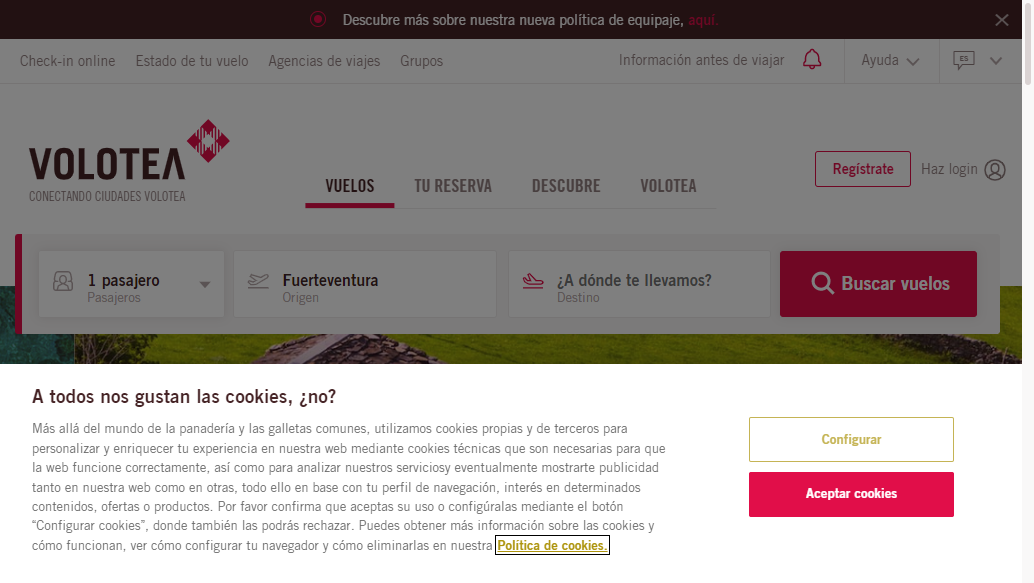 Descubre más sobre nuestra nueva política de equipaje, aquí.
Check-in online Estado de tu vuelo Agencias de viajes Grupos Información antes de viajar Ayuda ES
VOLOTEA
CONECTANDO CIUDADES VOLOTEA
VUELOS TU RESERVA DESCUBRE VOLOTEA
Regístrate Haz login
1 pasajero
Pasajeros
Fuerteventura
Origen
¿A dónde te llevamos?
Destino
Buscar vuelos
A todos nos gustan las cookies, ¿no?
Más allá del mundo de la panadería y las galletas comunes, utilizamos cookies propias y de terceros para
personalizar y enriquecer tu experiencia en nuestra web mediante cookies técnicas que son necesarias para que
la web funcione correctamente, así como para analizar nuestros serviciosy eventualmente mostrarte publicidad
tanto en nuestra web como en otras, todo ello en base con tu perfil de navegación, interés en determinados
contenidos, ofertas o productos. Por favor confirma que aceptas su uso o configúralas mediante el botón
“Configurar cookies”, donde también las podrás rechazar. Puedes obtener más información sobre las cookies y
cómo funcionan, ver cómo configurar tu navegador y cómo eliminarlas en nuestra Política de cookies.
Configurar
Aceptar cookies